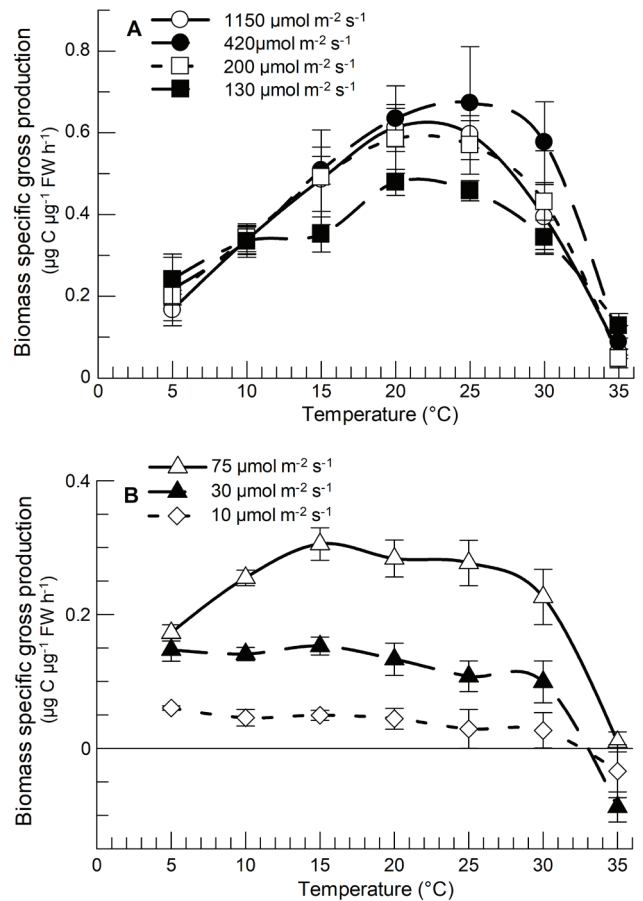 A
1150 µmol m-2 s-1
420µmol m-2 s-1
200 µmol m-2 s-1
130 µmol m-2 s-1
Biomass specific gross production
(µg C µg-1 FW h-1)
0.8
0.6
0.4
0.2
0
0 5 10 15 20 25 30 35
Temperature (°C)
B
75 µmol m-2 s-1
30 µmol m-2 s-1
10 µmol m-2 s-1
Biomass specific gross production
(µg C µg-1 FW h-1)
0.4
0.2
0
0 5 10 15 20 25 30 35
Temperature (°C)